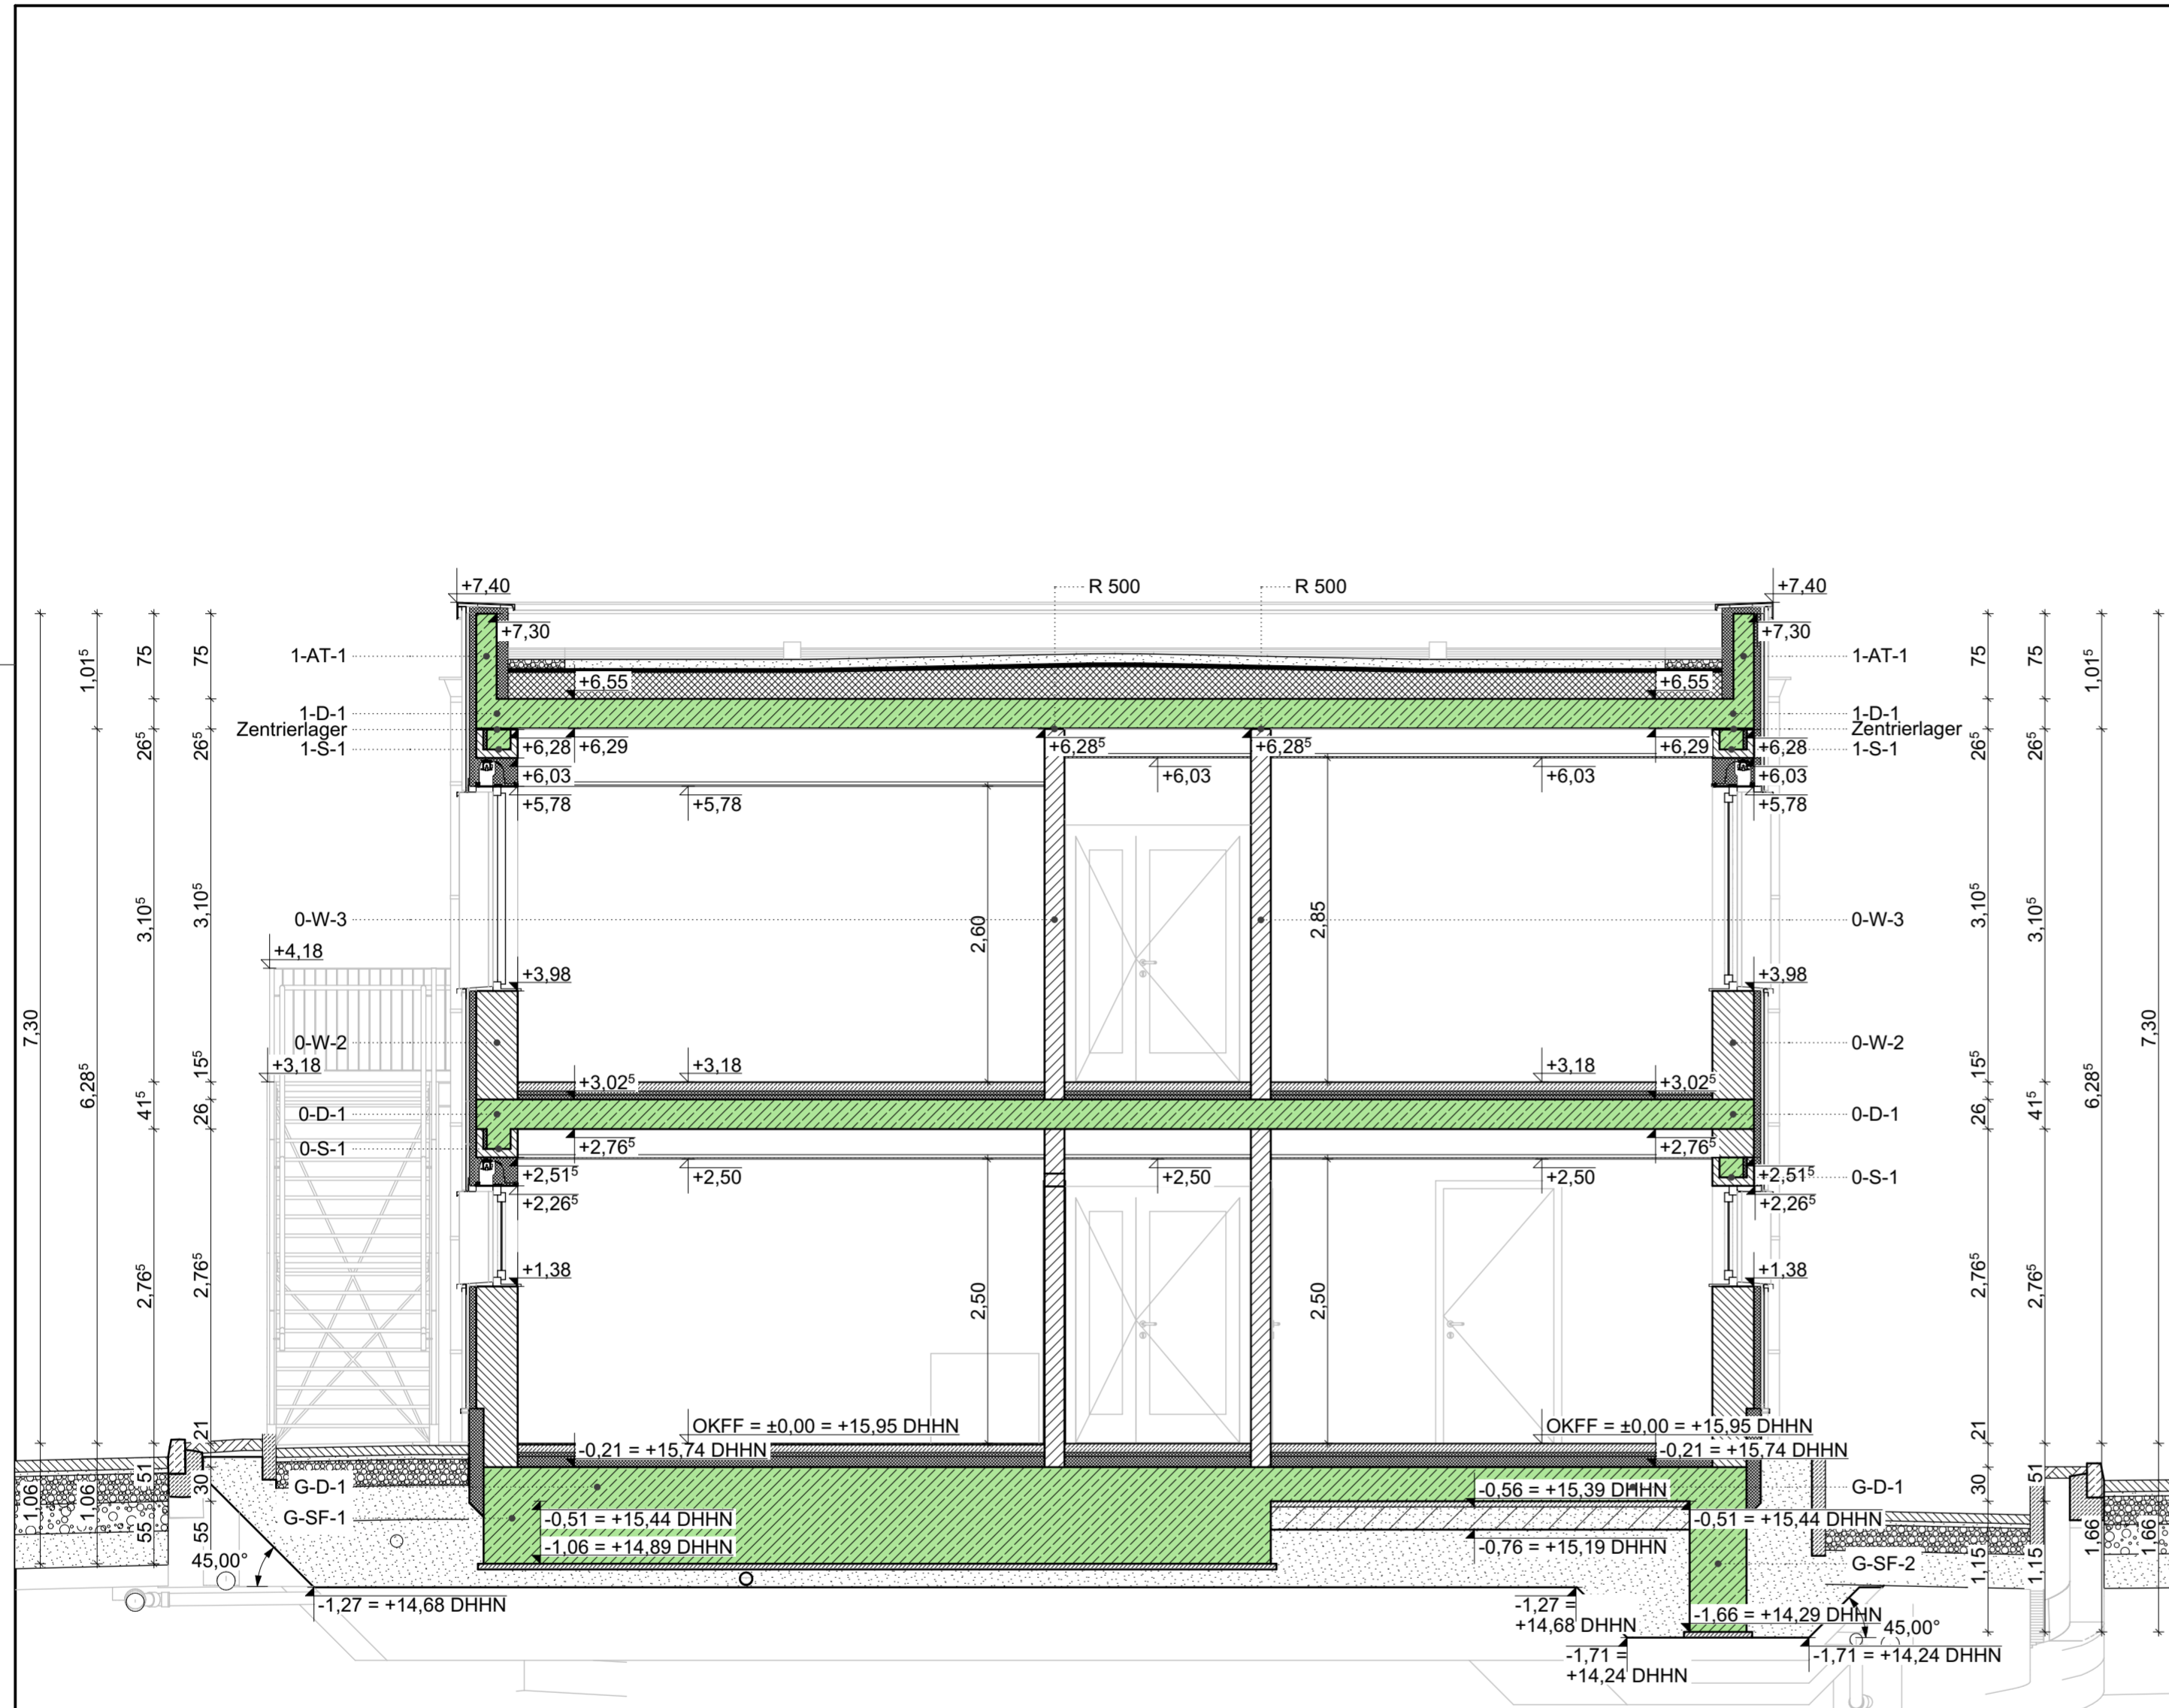 +7,40
R 500
R 500
+7,40
+7,30
+7,30
75
75
1,01⁵
1-AT-1
1-AT-1
75
75
1,01⁵
+6,55
+6,55
1-D-1
1-D-1
Zentrierlager
Zentrierlager
26⁵
26⁵
1-S-1
+6,28
+6,29
+6,28⁵
+6,28⁵
+6,29
+6,28
1-S-1
26⁵
26⁵
+6,03
+6,03
+6,03
+6,03
+5,78
+5,78
+5,78
3,10⁵
3,10⁵
0-W-3
2,60
2,85
0-W-3
3,10⁵
3,10⁵
+4,18
+3,98
+3,98
7,30
6,28⁵
0-W-2
0-W-2
6,28⁵
7,30
15⁵
15⁵
+3,18
+3,18
+3,18
+3,02⁵
+3,02⁵
41⁵
26
0-D-1
0-D-1
26
41⁵
0-S-1
+2,76⁵
+2,76⁵
+2,51⁵
+2,50
+2,50
+2,50
+2,51⁵
0-S-1
+2,26⁵
+2,26⁵
2,76⁵
2,76⁵
+1,38
2,50
2,50
+1,38
2,76⁵
2,76⁵
OKFF = ±0,00 = +15,95 DHHN
OKFF = ±0,00 = +15,95 DHHN
21
21
-0,21 = +15,74 DHHN
-0,21 = +15,74 DHHN
1,06
1,06
51
30
G-D-1
-0,56 = +15,39 DHHN
G-D-1
30
51
G-SF-1
-0,51 = +15,44 DHHN
-0,51 = +15,44 DHHN
55
55
-1,06 = +14,89 DHHN
-0,76 = +15,19 DHHN
1,66
1,66
45,00°
G-SF-2
1,15
1,15
-1,27 = +14,68 DHHN
-1,27 =
+14,68 DHHN
-1,66 = +14,29 DHHN
45,00°
-1,71 =
+14,24 DHHN
-1,71 = +14,24 DHHN